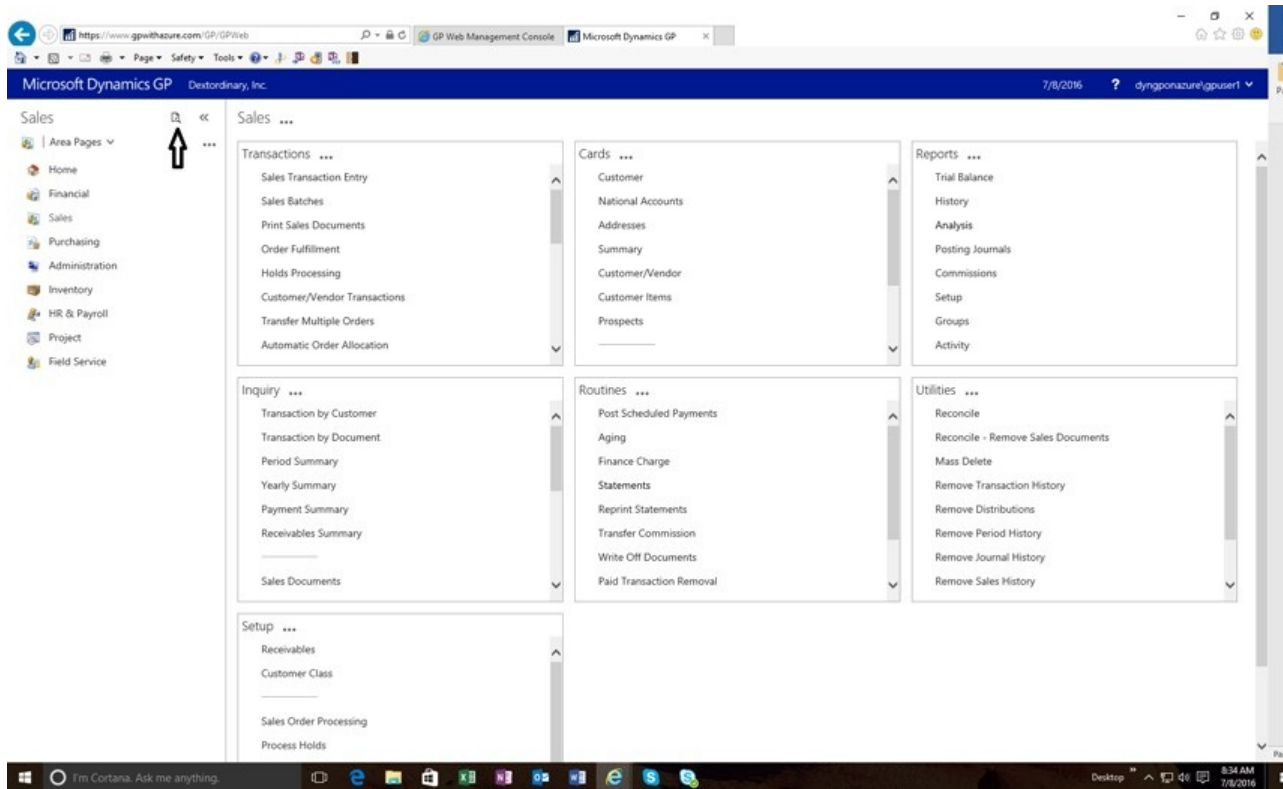 https://www.gpwithazure.com/GP/GPWeb
GP Web Management Console
Microsoft Dynamics GP
Page
Safety
Tools
Microsoft Dynamics GP
Dextordinary, Inc.
7/8/2016
?
dyngponazure\gpuser1
Sales
Area Pages
Home
Financial
Sales
Purchasing
Administration
Inventory
HR & Payroll
Project
Field Service
Sales ...
Transactions ...
Sales Transaction Entry
Sales Batches
Print Sales Documents
Order Fulfillment
Holds Processing
Customer/Vendor Transactions
Transfer Multiple Orders
Automatic Order Allocation
Cards ...
Customer
National Accounts
Addresses
Summary
Customer/Vendor
Customer Items
Prospects
Reports ...
Trial Balance
History
Analysis
Posting Journals
Commissions
Setup
Groups
Activity
Inquiry ...
Transaction by Customer
Transaction by Document
Period Summary
Yearly Summary
Payment Summary
Receivables Summary
Sales Documents
Routines ...
Post Scheduled Payments
Aging
Finance Charge
Statements
Reprint Statements
Transfer Commission
Write Off Documents
Paid Transaction Removal
Utilities ...
Reconcile
Reconcile - Remove Sales Documents
Mass Delete
Remove Transaction History
Remove Distributions
Remove Period History
Remove Journal History
Remove Sales History
Setup ...
Receivables
Customer Class
Sales Order Processing
Process Holds
I'm Cortana. Ask me anything.
Desktop
8:34 AM
7/8/2016